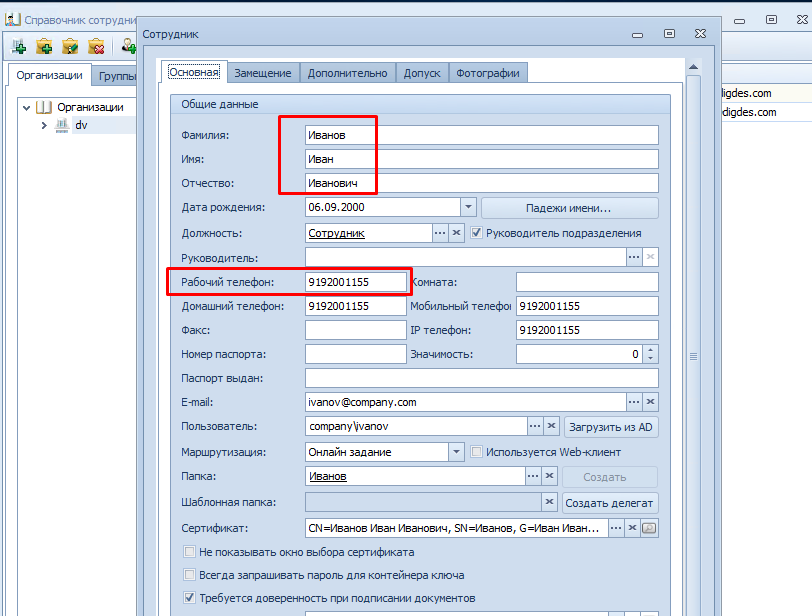 Справочник сотрудни
Сотрудник
Организации
Группы
Основная
Замещение
Дополнительно
Допуск
Фотографии
Организации
dv
digdes.com
digdes.com
Общие данные
Фамилия: Иванов
Имя: Иван
Отчество: Иванович
Дата рождения: 06.09.2000 Падежи имени...
Должность: Сотрудник Руководитель подразделения
Руководитель:
Рабочий телефон: 9192001155 Комната:
Домашний телефон: 9192001155 Мобильный телефон 9192001155
Факс: IP телефон: 9192001155
Номер паспорта: Значимость: 0
Паспорт выдан:
E-mail: ivanov@company.com
Пользователь: company\ivanov Загрузить из AD
Маршрутизация: Онлайн задание Используется Web-клиент
Папка: Иванов Создать
Шаблонная папка: Создать делегат
Сертификат: CN=Иванов Иван Иванович, SN=Иванов, G=Иван Иван...
Не показывать окно выбора сертификата
Всегда запрашивать пароль для контейнера ключа
Требуется доверенность при подписании документов